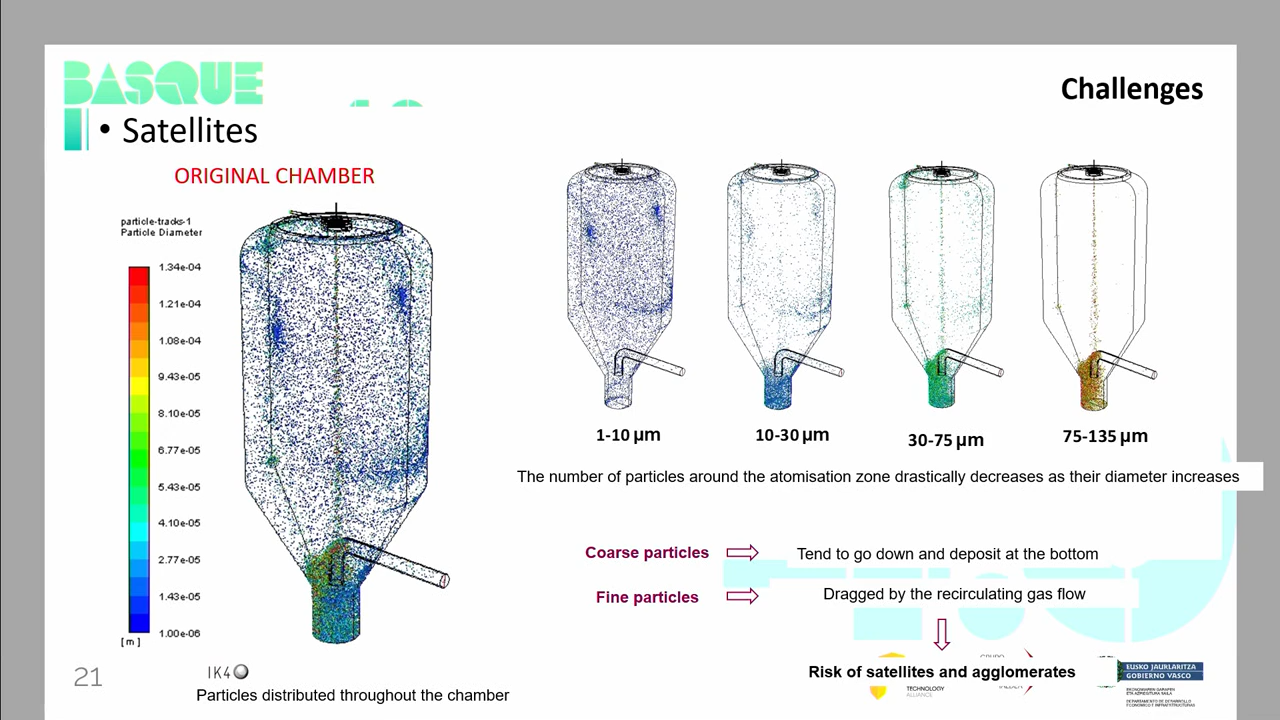 BASQUE
Challenges
• Satellites
ORIGINAL CHAMBER
particle-tracks-1
Particle Diameter
1.34e-04
1.21e-04
1.08e-04
9.43e-05
8.10e-05
6.77e-05
5.43e-05
4.10e-05
2.77e-05
1.43e-05
1.00e-06
[m]
1-10 µm
10-30 µm
30-75 µm
75-135 µm
The number of particles around the atomisation zone drastically decreases as their diameter increases
Coarse particles
Tend to go down and deposit at the bottom
Fine particles
Dragged by the recirculating gas flow
Risk of satellites and agglomerates
21
IK4
Particles distributed throughout the chamber
TECHNOLOGY
ALLIANCE
EUSKO JAURLARITZA
GOBIERNO VASCO
DEPARTAMENTO DE DESARROLLO
ECONÓMICO E INFRAESTRUCTURAS